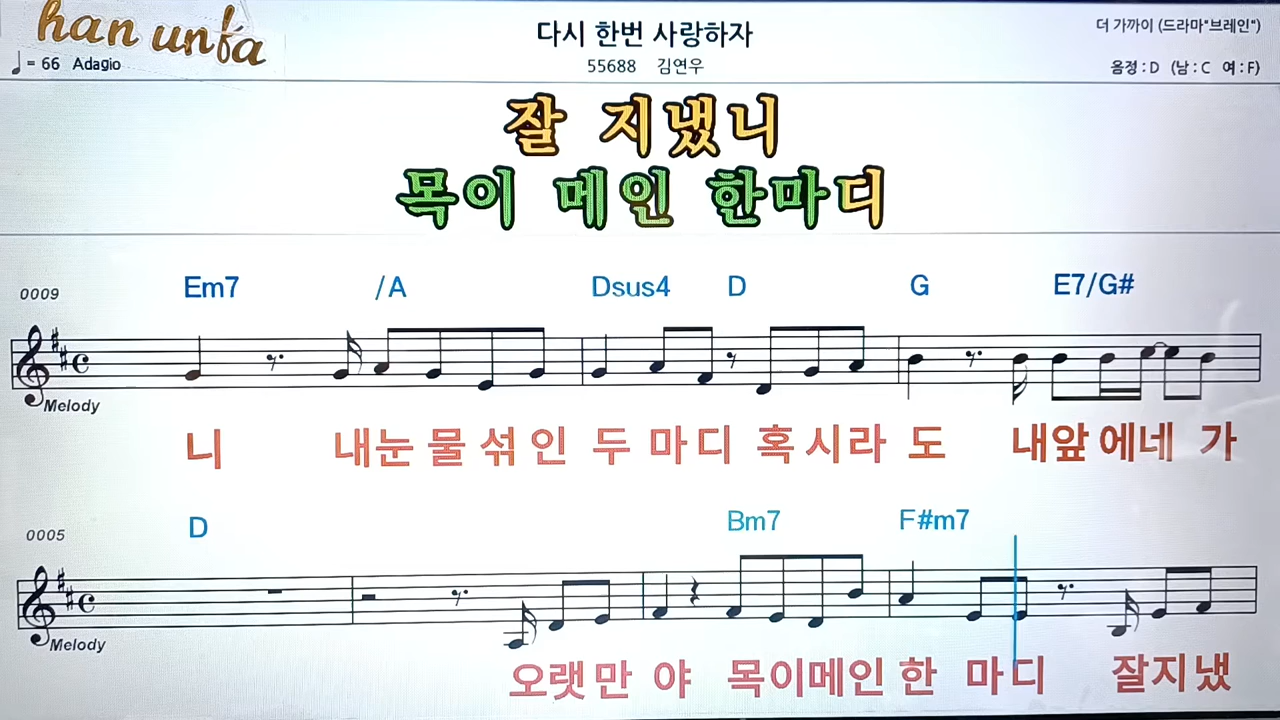 han unfa
다시 한번 사랑하자
더 가까이 (드라마"브레인")
♩ = 66 Adagio
55688 김연우
음정 : D (남 : C 여 : F)
잘 지냈니
목이 메인 한마디
0009 Em7 /A Dsus4 D G E7/G#
Melody
니 내눈 물 섞 인 두 마 디 혹 시 라 도 내앞 에네 가
0005 D Bm7 F#m7
Melody
오랫 만 야 목이메인 한 마 디 잘지 냈